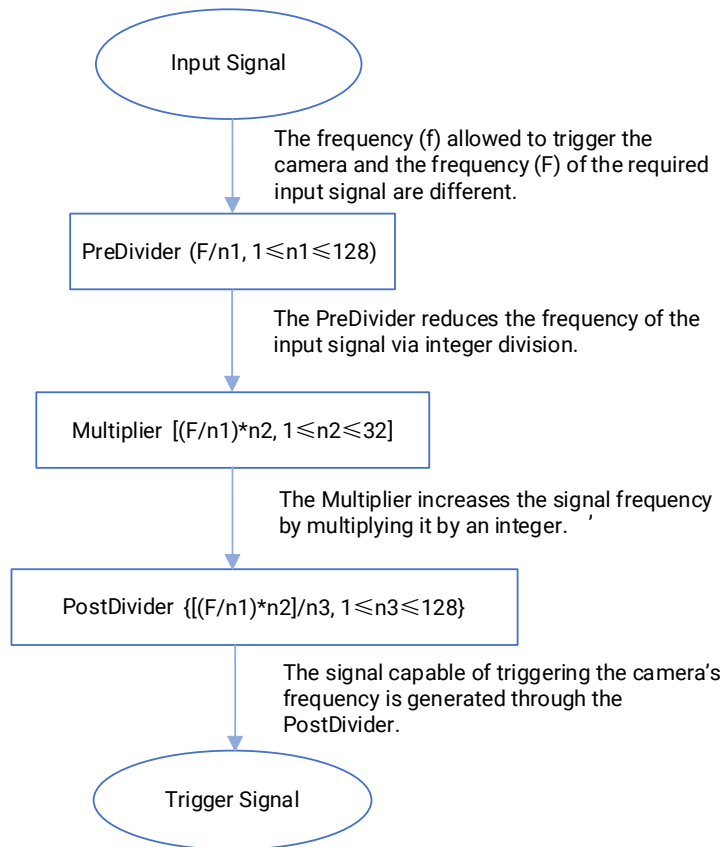 Input Signal
The frequency (f) allowed to trigger the
camera and the frequency (F) of the required
input signal are different.
PreDivider (F/n1, 1≤n1≤128)
The PreDivider reduces the frequency of the
input signal via integer division.
Multiplier [(F/n1)*n2, 1≤n2≤32]
The Multiplier increases the signal frequency
by multiplying it by an integer. ’
PostDivider {[(F/n1)*n2]/n3, 1≤n3≤128}
The signal capable of triggering the camera’s
frequency is generated through the
PostDivider.
Trigger Signal